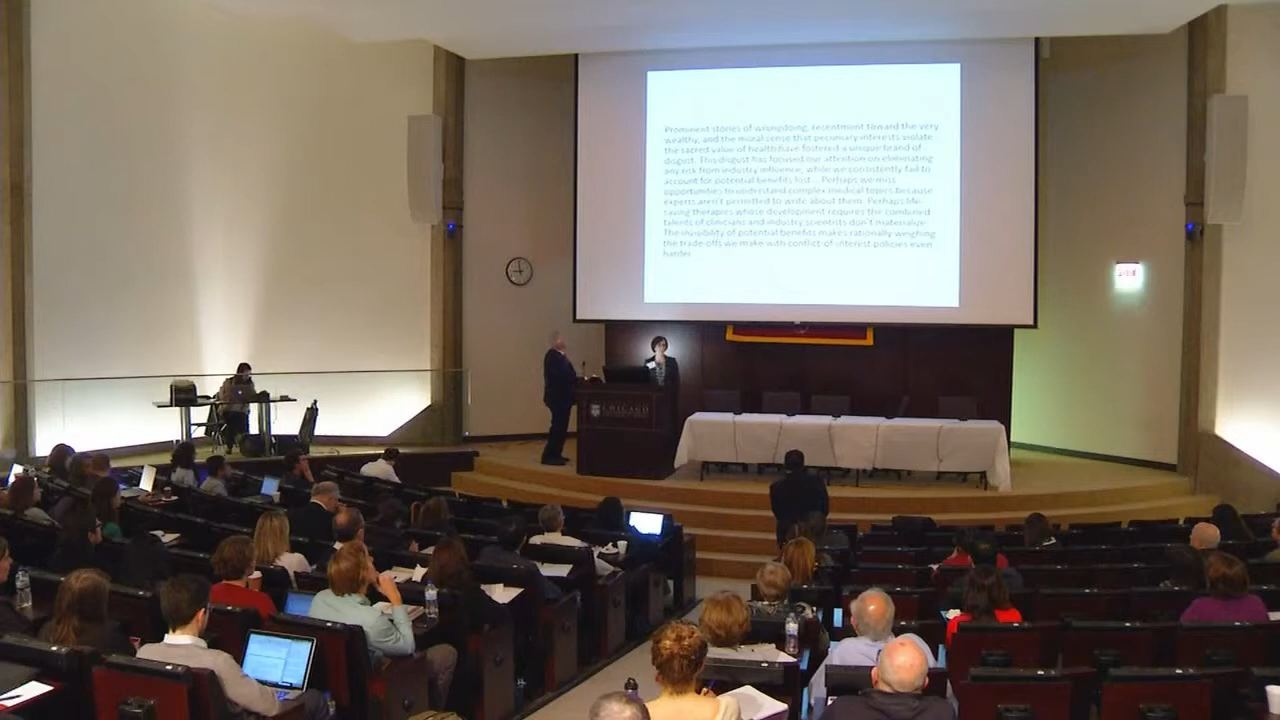 Prominent stories of wrongdoing, resentment toward the very
wealthy, and the moral sense that pecuniary interests violate
the sacred value of health have fostered a unique brand of
disgust. This disgust has focused our attention on eliminating
any risk from industry influence, while we consistently fail to
account for potential benefits lost... Perhaps we miss
opportunities to understand complex medical topics because
experts aren't permitted to write about them. Perhaps life-
saving therapies whose development requires the combined
talents of clinicians and industry scientists don't materialize.
The invisibility of potential benefits makes rationally weighing
the trade-offs we make with conflict-of-interest policies even
harder
CHICAGO